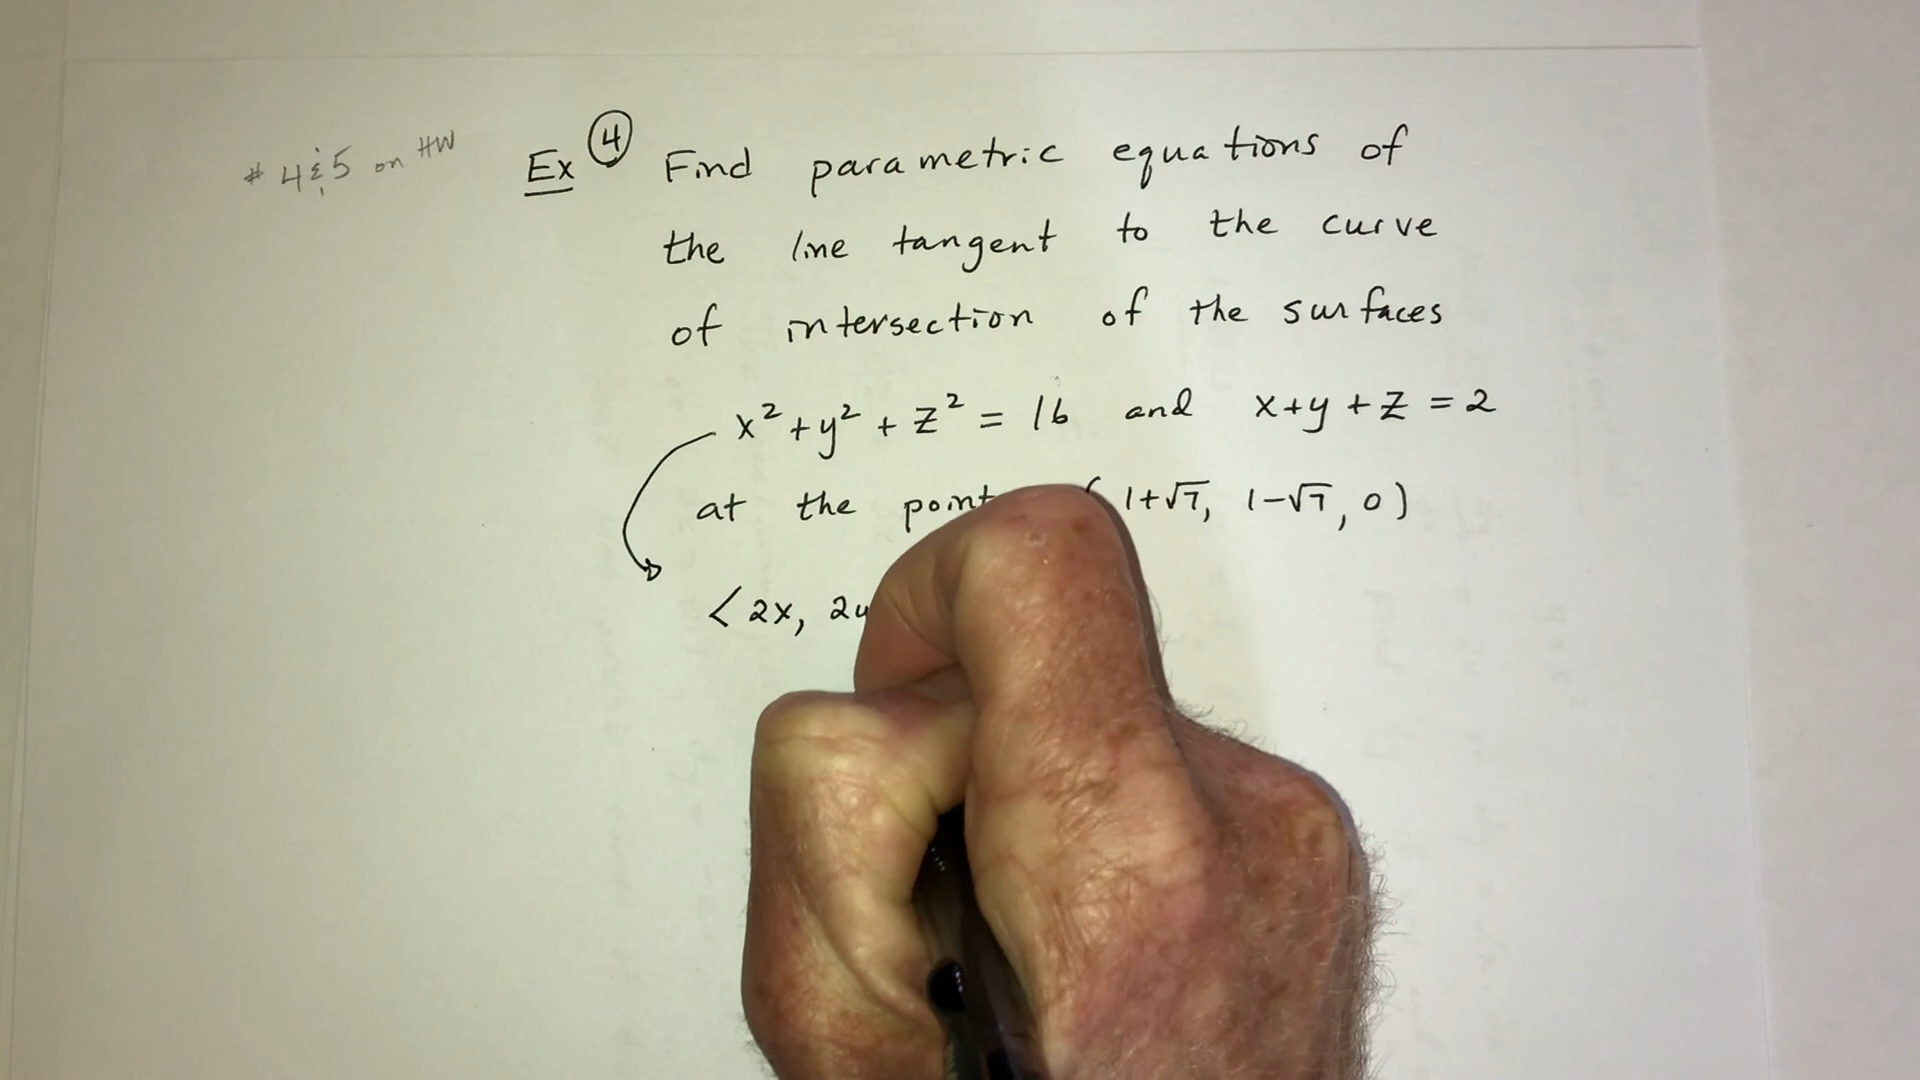 # 4 & 5 on HW
Ex ④ Find parametric equations of
the line tangent to the curve
of intersection of the surfaces
x² + y² + z² = 16 and x + y + z = 2
at the point (1+√7, 1-√7, 0)
< 2x, 2y